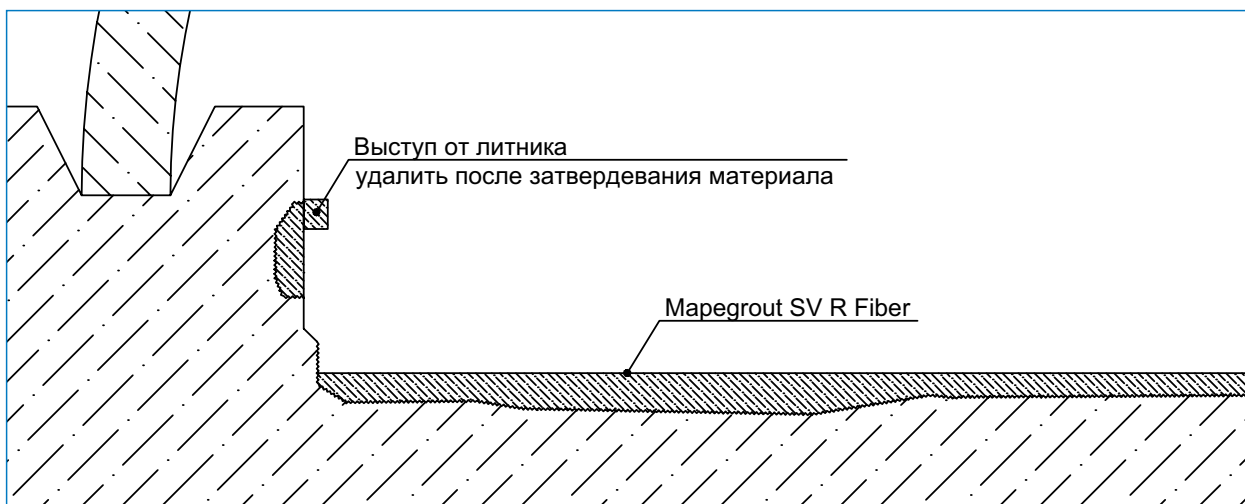 Выступ от литника
удалить после затвердевания материала
Mapegrout SV R Fiber